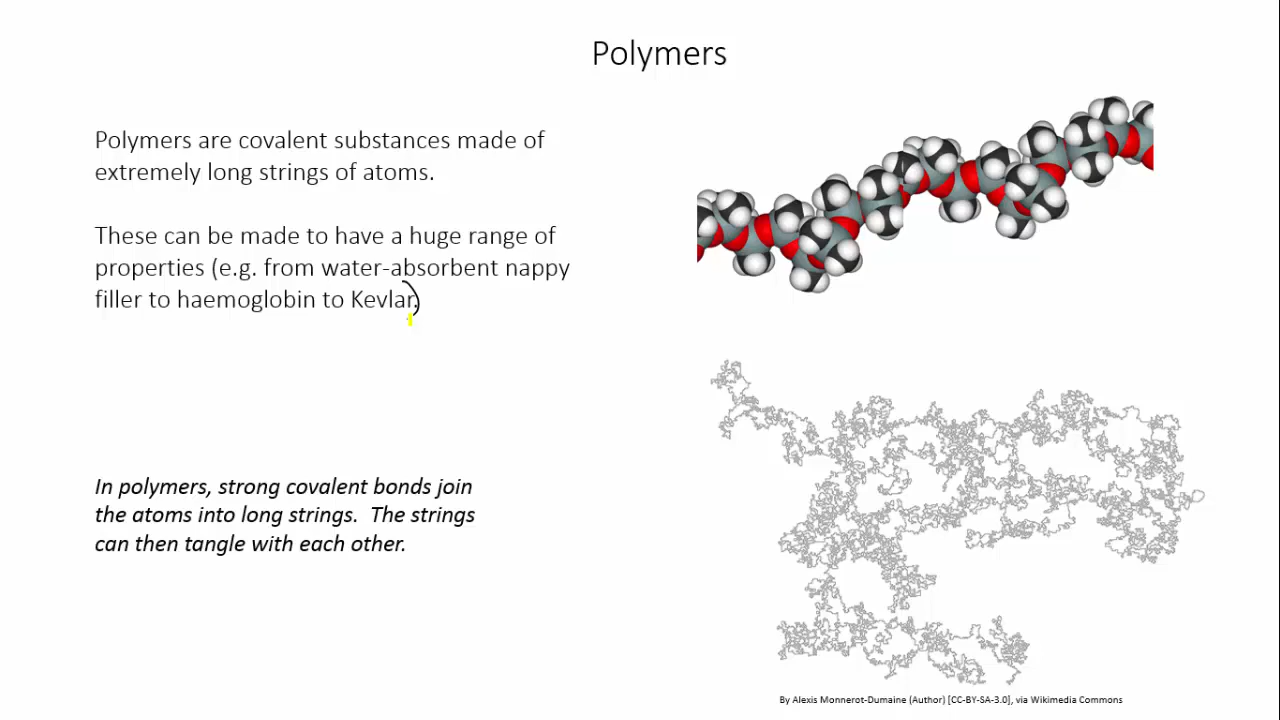 Polymers
Polymers are covalent substances made of
extremely long strings of atoms.
These can be made to have a huge range of
properties (e.g. from water-absorbent nappy
filler to haemoglobin to Kevlar.)
In polymers, strong covalent bonds join
the atoms into long strings. The strings
can then tangle with each other.
By Alexis Monnerot-Dumaine (Author) [CC-BY-SA-3.0], via Wikimedia Commons